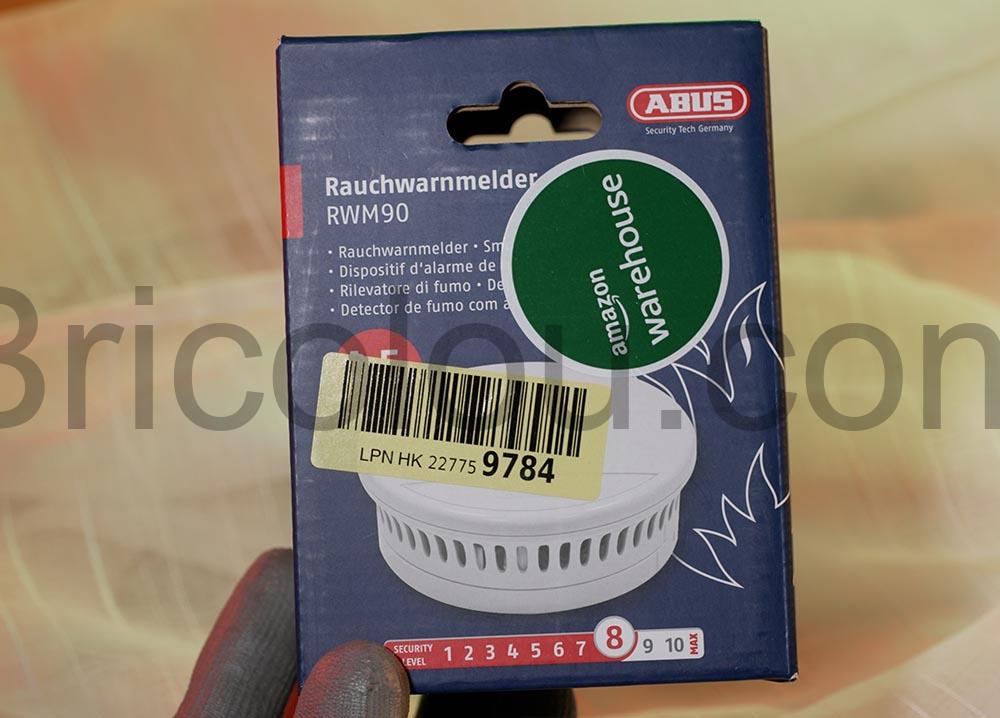 ABUS
Security Tech Germany
Rauchwarnmelder
RWM90
• Rauchwarnmelder •
• Dispositif d'alarme de
• Rilevatore di fumo •
• Detector de fumo com
amazon
warehouse
Bricolou.com
LPN HK 22775 9784
SECURITY
LEVEL
1 2 3 4 5 6 7 8 9 10 MAX